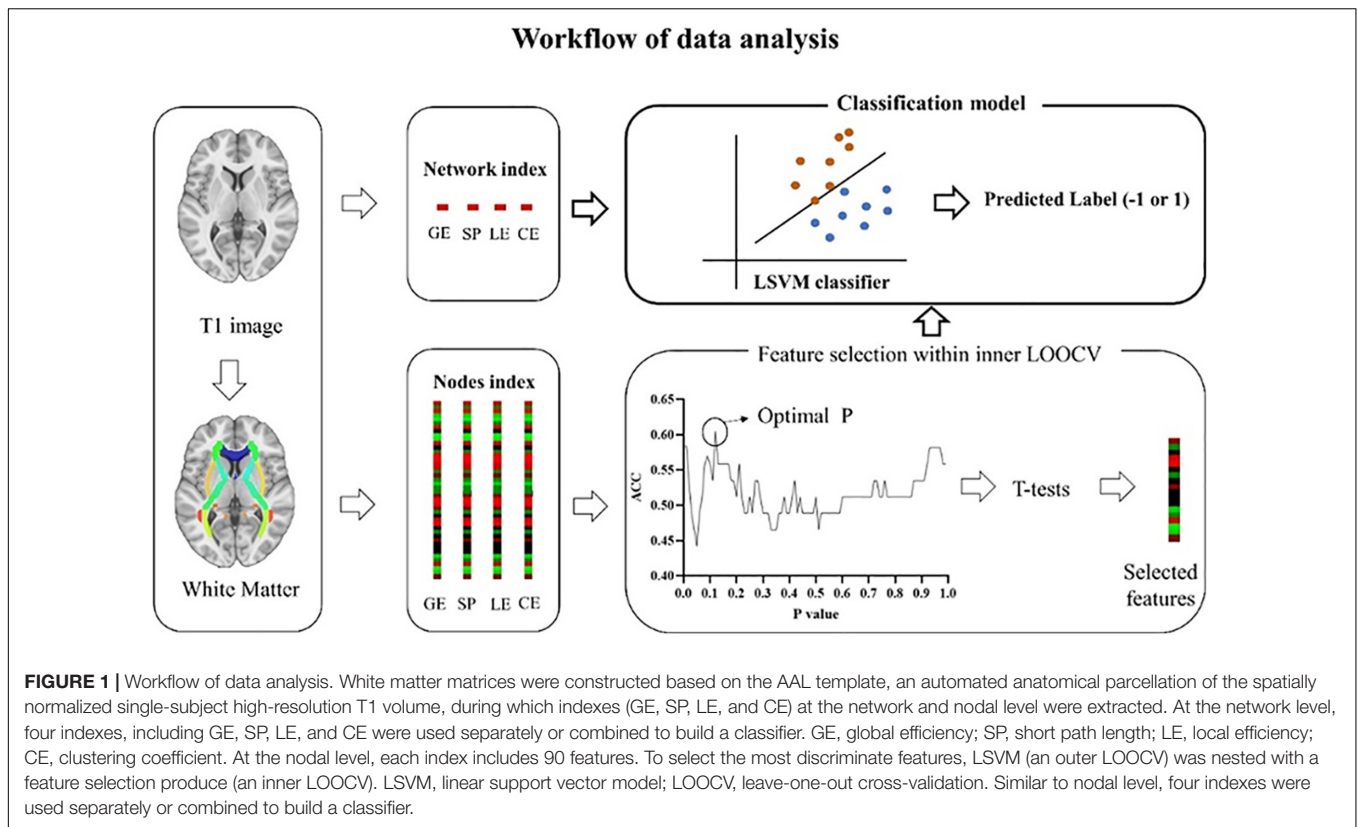 Workflow of data analysis
T1 image
White Matter
Network index
GE SP LE CE
Nodes index
GE SP LE CE
Classification model
LSVM classifier
Predicted Label (-1 or 1)
Feature selection within inner LOOCV
0.65
0.60
0.55
0.50
0.45
0.40
ACC
Optimal P
0.0 0.1 0.2 0.3 0.4 0.5 0.6 0.7 0.8 0.9 1.0
P value
T-tests
Selected
features
FIGURE 1 | Workflow of data analysis. White matter matrices were constructed based on the AAL template, an automated anatomical parcellation of the spatially
normalized single-subject high-resolution T1 volume, during which indexes (GE, SP, LE, and CE) at the network and nodal level were extracted. At the network level,
four indexes, including GE, SP, LE, and CE were used separately or combined to build a classifier. GE, global efficiency; SP, short path length; LE, local efficiency;
CE, clustering coefficient. At the nodal level, each index includes 90 features. To select the most discriminate features, LSVM (an outer LOOCV) was nested with a
feature selection produce (an inner LOOCV). LSVM, linear support vector model; LOOCV, leave-one-out cross-validation. Similar to nodal level, four indexes were
used separately or combined to build a classifier.